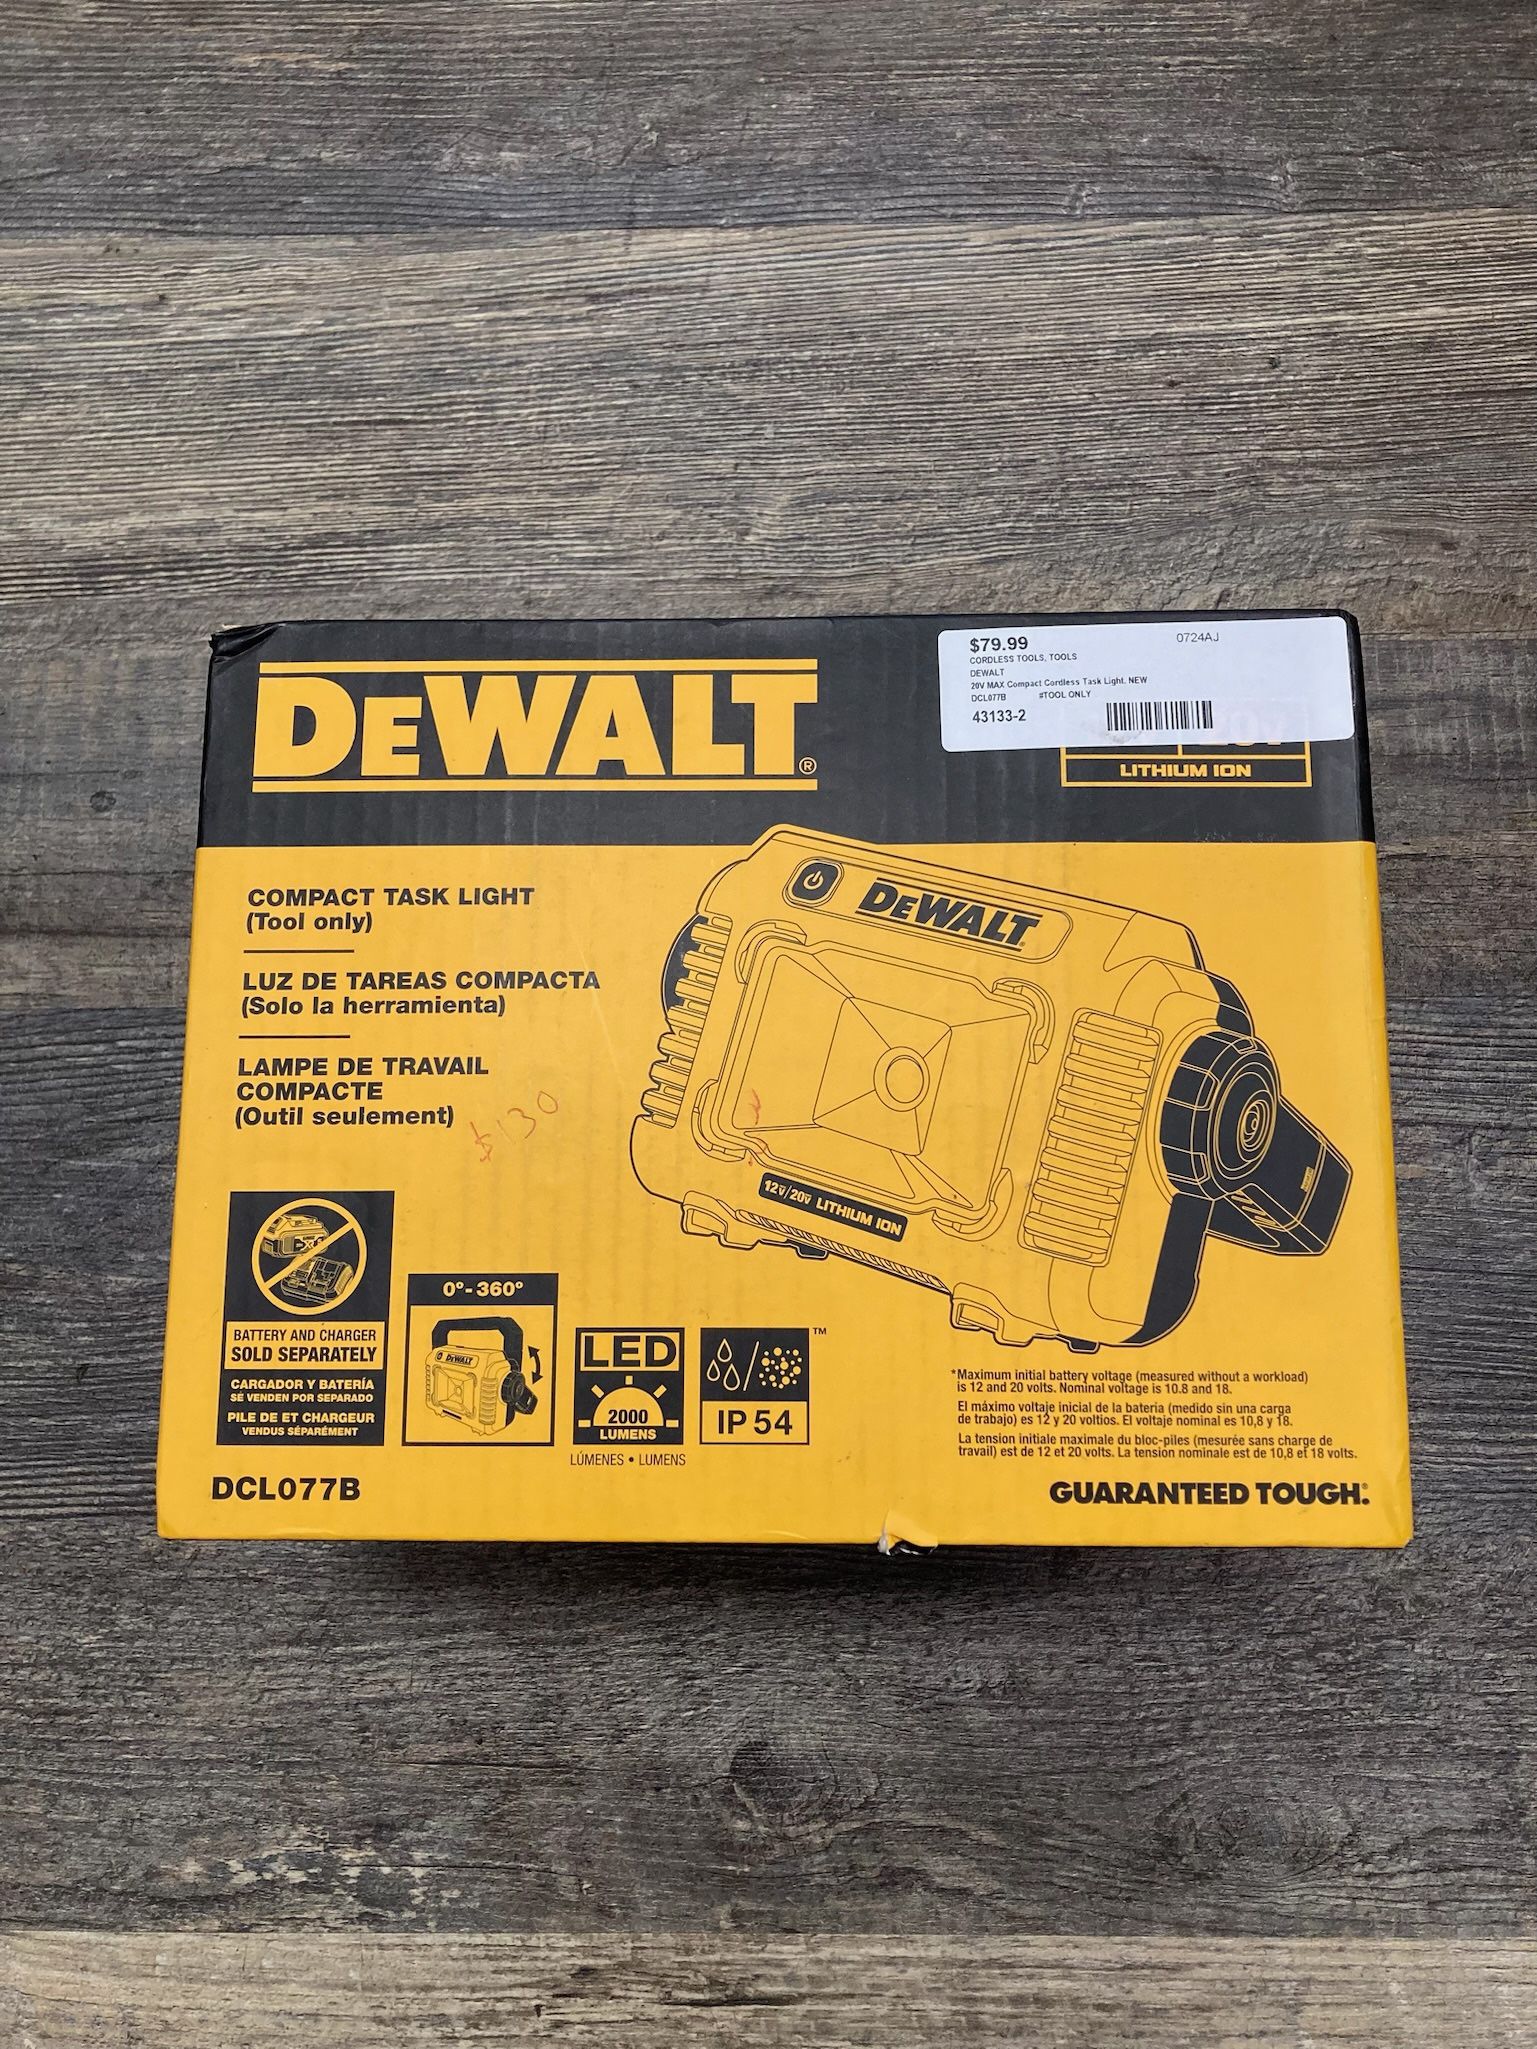 $79.99 0724AJ
CORDLESS TOOLS, TOOLS
DEWALT
20V MAX Compact Cordless Task Light. NEW
DCL077B #TOOL ONLY
43133-2
DEWALT®
LITHIUM ION
COMPACT TASK LIGHT
(Tool only)
LUZ DE TAREAS COMPACTA
(Solo la herramienta)
LAMPE DE TRAVAIL
COMPACTE
(Outil seulement)
$130
DEWALT
12V/20V LITHIUM ION
BATTERY AND CHARGER
SOLD SEPARATELY
CARGADOR Y BATERÍA
SE VENDEN POR SEPARADO
PILE DE ET CHARGEUR
VENDUS SÉPARÉMENT
0°-360°
DEWALT
LED
2000
LUMENS
LÚMENES • LUMENS
IP 54
™
*Maximum initial battery voltage (measured without a workload)
is 12 and 20 volts. Nominal voltage is 10.8 and 18.
El máximo voltaje inicial de la batería (medido sin una carga
de trabajo) es 12 y 20 voltios. El voltaje nominal es 10,8 y 18.
La tension initiale maximale du bloc-piles (mesurée sans charge de
travail) est de 12 et 20 volts. La tension nominale est de 10,8 et 18 volts.
DCL077B
GUARANTEED TOUGH.®